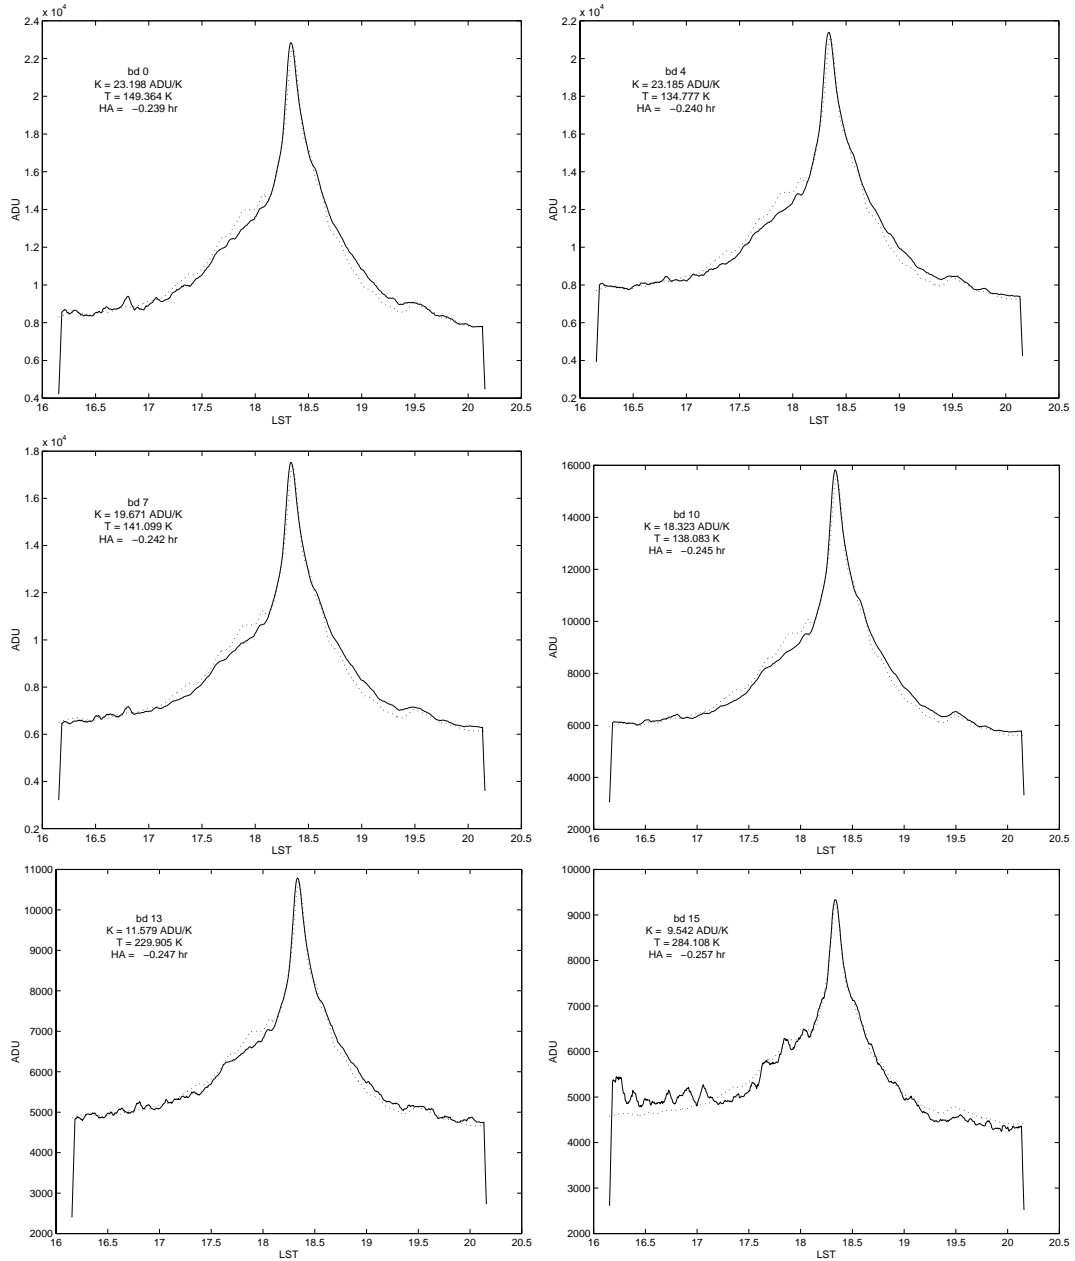 x 10⁴
2.4
2.2
2
1.8
1.6
1.4
1.2
1
0.8
0.6
0.4
ADU
bd 0
K = 23.198 ADU/K
T = 149.364 K
HA = −0.239 hr
16 16.5 17 17.5 18 18.5 19 19.5 20 20.5
LST
x 10⁴
2.2
2
1.8
1.6
1.4
1.2
1
0.8
0.6
0.4
0.2
ADU
bd 4
K = 23.185 ADU/K
T = 134.777 K
HA = −0.240 hr
16 16.5 17 17.5 18 18.5 19 19.5 20 20.5
LST
x 10⁴
1.8
1.6
1.4
1.2
1
0.8
0.6
0.4
0.2
ADU
bd 7
K = 19.671 ADU/K
T = 141.099 K
HA = −0.242 hr
16 16.5 17 17.5 18 18.5 19 19.5 20 20.5
LST
16000
14000
12000
10000
8000
6000
4000
2000
ADU
bd 10
K = 18.323 ADU/K
T = 138.083 K
HA = −0.245 hr
16 16.5 17 17.5 18 18.5 19 19.5 20 20.5
LST
11000
10000
9000
8000
7000
6000
5000
4000
3000
2000
ADU
bd 13
K = 11.579 ADU/K
T = 229.905 K
HA = −0.247 hr
16 16.5 17 17.5 18 18.5 19 19.5 20 20.5
LST
10000
9000
8000
7000
6000
5000
4000
3000
2000
ADU
bd 15
K = 9.542 ADU/K
T = 284.108 K
HA = −0.257 hr
16 16.5 17 17.5 18 18.5 19 19.5 20 20.5
LST